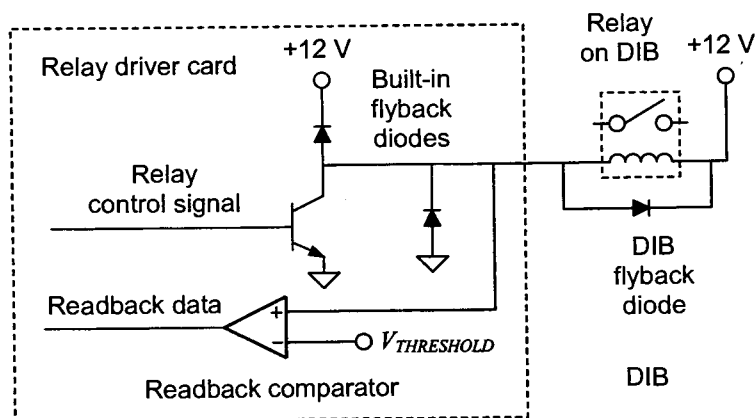 Relay driver card
+12 V
Built-in
flyback
diodes
Relay
on DIB
+12 V
Relay
control signal
DIB
flyback
diode
Readback data
+
−
VTHRESHOLD
Readback comparator
DIB